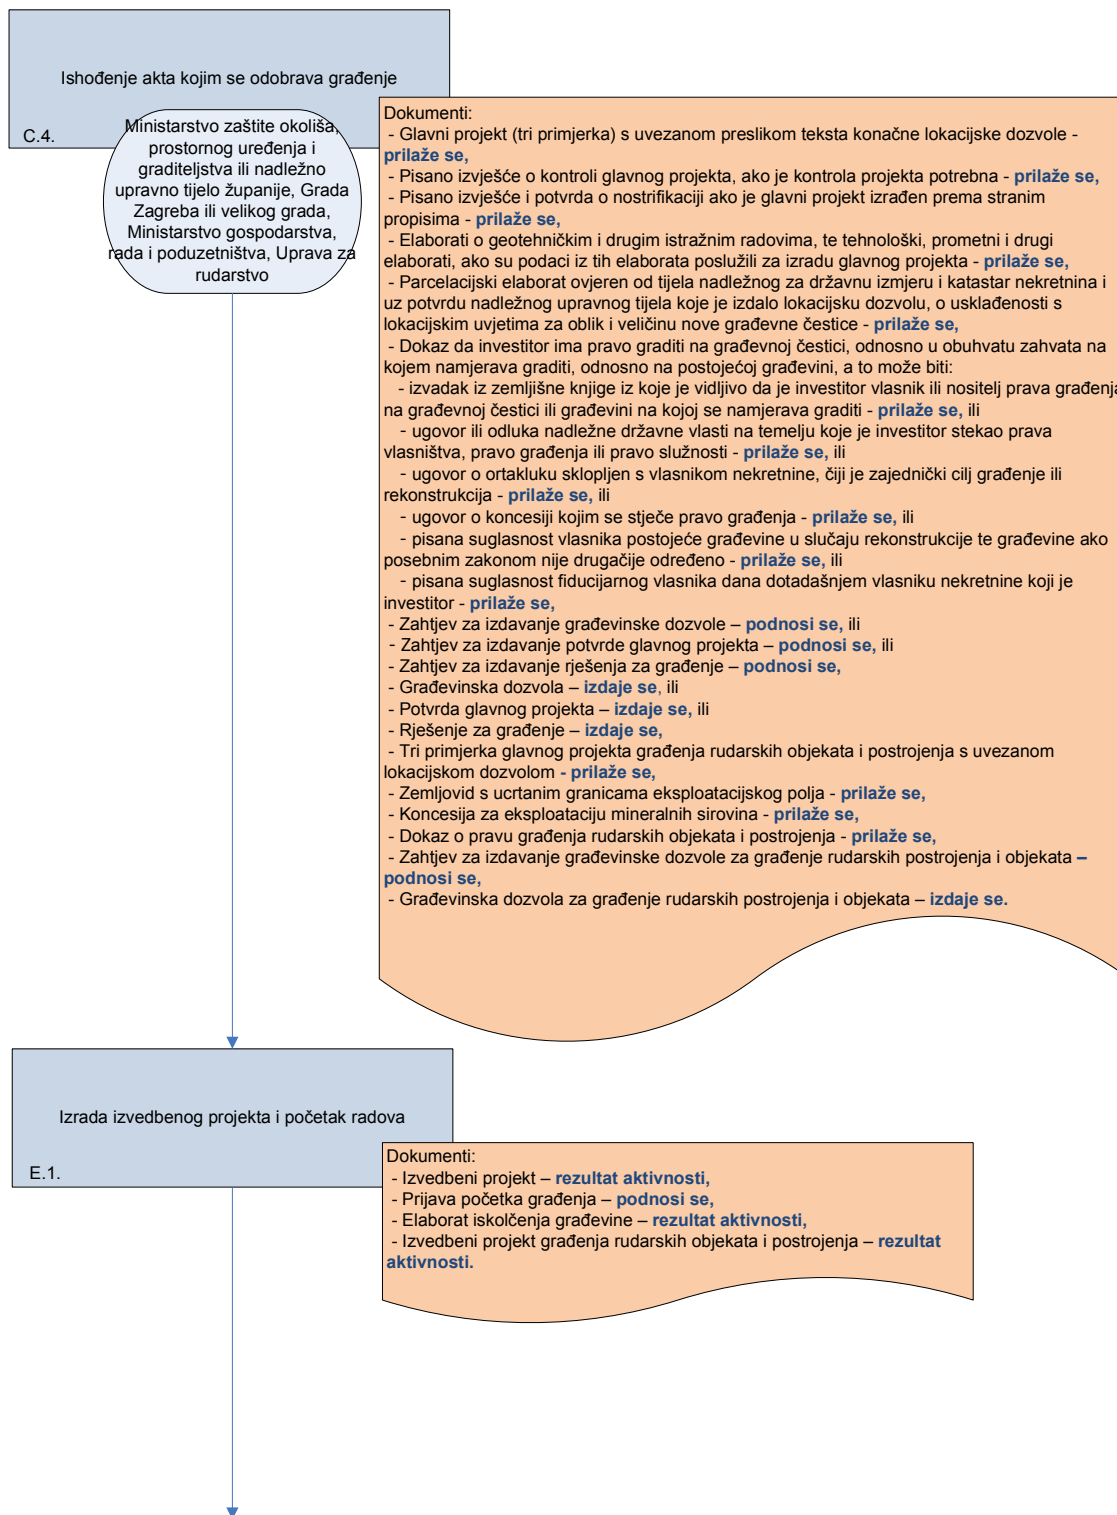 Ishođenje akta kojim se odobrava građenje
C.4.
Ministarstvo zaštite okoliša,
prostornog uređenja i
graditeljstva ili nadležno
upravno tijelo županije, Grada
Zagreba ili velikog grada,
Ministarstvo gospodarstva,
rada i poduzetništva, Uprava za
rudarstvo
Dokumenti:
- Glavni projekt (tri primjerka) s uvezanom preslikom teksta konačne lokacijske dozvole -
prilaže se,
- Pisano izvješće o kontroli glavnog projekta, ako je kontrola projekta potrebna - prilaže se,
- Pisano izvješće i potvrda o nostrifikaciji ako je glavni projekt izrađen prema stranim
propisima - prilaže se,
- Elaborati o geotehničkim i drugim istražnim radovima, te tehnološki, prometni i drugi
elaborati, ako su podaci iz tih elaborata poslužili za izradu glavnog projekta - prilaže se,
- Parcelacijski elaborat ovjeren od tijela nadležnog za državnu izmjeru i katastar nekretnina i
uz potvrdu nadležnog upravnog tijela koje je izdalo lokacijsku dozvolu, o usklađenosti s
lokacijskim uvjetima za oblik i veličinu nove građevne čestice - prilaže se,
- Dokaz da investitor ima pravo graditi na građevnoj čestici, odnosno u obuhvatu zahvata na
kojem namjerava graditi, odnosno na postojećoj građevini, a to može biti:
- izvadak iz zemljišne knjige iz koje je vidljivo da je investitor vlasnik ili nositelj prava građenja
na građevnoj čestici ili građevini na kojoj se namjerava graditi - prilaže se, ili
- ugovor ili odluka nadležne državne vlasti na temelju koje je investitor stekao prava
vlasništva, pravo građenja ili pravo služnosti - prilaže se, ili
- ugovor o ortakluku sklopljen s vlasnikom nekretnine, čiji je zajednički cilj građenje ili
rekonstrukcija - prilaže se, ili
- ugovor o koncesiji kojim se stječe pravo građenja - prilaže se, ili
- pisana suglasnost vlasnika postojeće građevine u slučaju rekonstrukcije te građevine ako
posebnim zakonom nije drugačije određeno - prilaže se, ili
- pisana suglasnost fiducijarnog vlasnika dana dotadašnjem vlasniku nekretnine koji je
investitor - prilaže se,
- Zahtjev za izdavanje građevinske dozvole – podnosi se, ili
- Zahtjev za izdavanje potvrde glavnog projekta – podnosi se, ili
- Zahtjev za izdavanje rješenja za građenje – podnosi se,
- Građevinska dozvola – izdaje se, ili
- Potvrda glavnog projekta – izdaje se, ili
- Rješenje za građenje – izdaje se,
- Tri primjerka glavnog projekta građenja rudarskih objekata i postrojenja s uvezanom
lokacijskom dozvolom - prilaže se,
- Zemljovid s ucrtanim granicama eksploatacijskog polja - prilaže se,
- Koncesija za eksploataciju mineralnih sirovina - prilaže se,
- Dokaz o pravu građenja rudarskih objekata i postrojenja - prilaže se,
- Zahtjev za izdavanje građevinske dozvole za građenje rudarskih postrojenja i objekata –
podnosi se,
- Građevinska dozvola za građenje rudarskih postrojenja i objekata – izdaje se.
Izrada izvedbenog projekta i početak radova
E.1.
Dokumenti:
- Izvedbeni projekt – rezultat aktivnosti,
- Prijava početka građenja – podnosi se,
- Elaborat iskolčenja građevine – rezultat aktivnosti,
- Izvedbeni projekt građenja rudarskih objekata i postrojenja – rezultat
aktivnosti.